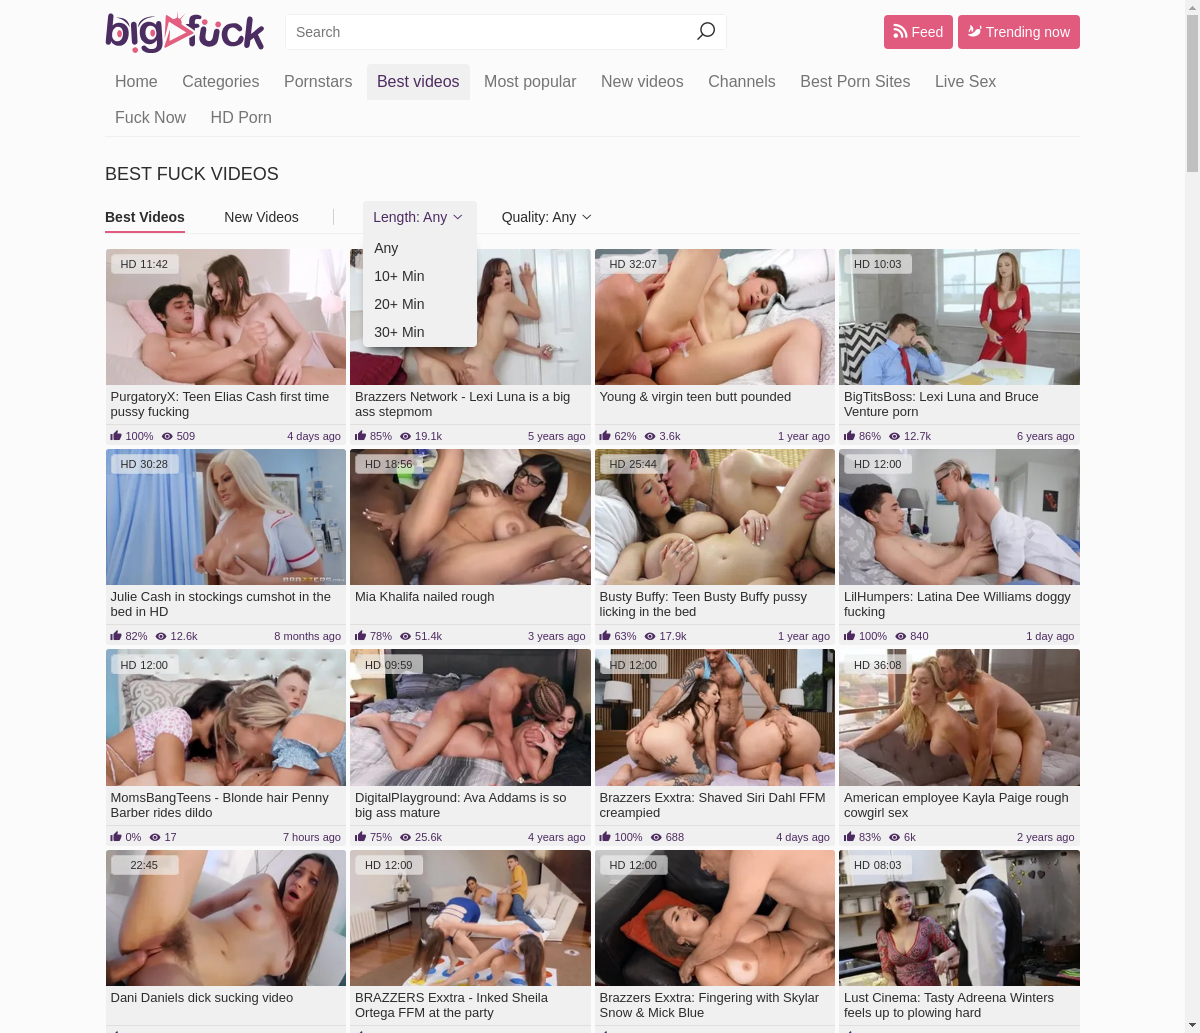 bigfuck
Search
Feed
Trending now
Home
Categories
Pornstars
Best videos
Most popular
New videos
Channels
Best Porn Sites
Live Sex
Fuck Now
HD Porn
BEST FUCK VIDEOS
Best Videos
New Videos
Length: Any
Quality: Any
Any
10+ Min
20+ Min
30+ Min
HD 11:42
PurgatoryX: Teen Elias Cash first time
pussy fucking
100% 509 4 days ago
Brazzers Network - Lexi Luna is a big
ass stepmom
85% 19.1k 5 years ago
HD 32:07
Young & virgin teen butt pounded
62% 3.6k 1 year ago
HD 10:03
BigTitsBoss: Lexi Luna and Bruce
Venture porn
86% 12.7k 6 years ago
HD 30:28
BRAZZERS
Julie Cash in stockings cumshot in the
bed in HD
82% 12.6k 8 months ago
HD 18:56
Mia Khalifa nailed rough
78% 51.4k 3 years ago
HD 25:44
Busty Buffy: Teen Busty Buffy pussy
licking in the bed
63% 17.9k 1 year ago
HD 12:00
LilHumpers: Latina Dee Williams doggy
fucking
100% 840 1 day ago
HD 12:00
MomsBangTeens - Blonde hair Penny
Barber rides dildo
0% 17 7 hours ago
HD 09:59
DigitalPlayground: Ava Addams is so
big ass mature
75% 25.6k 4 years ago
HD 12:00
Brazzers Exxtra: Shaved Siri Dahl FFM
creampied
100% 688 4 days ago
HD 36:08
American employee Kayla Paige rough
cowgirl sex
83% 6k 2 years ago
22:45
Dani Daniels dick sucking video
HD 12:00
BRAZZERS Exxtra - Inked Sheila
Ortega FFM at the party
HD 12:00
Brazzers Exxtra: Fingering with Skylar
Snow & Mick Blue
HD 08:03
Lust Cinema: Tasty Adreena Winters
feels up to plowing hard